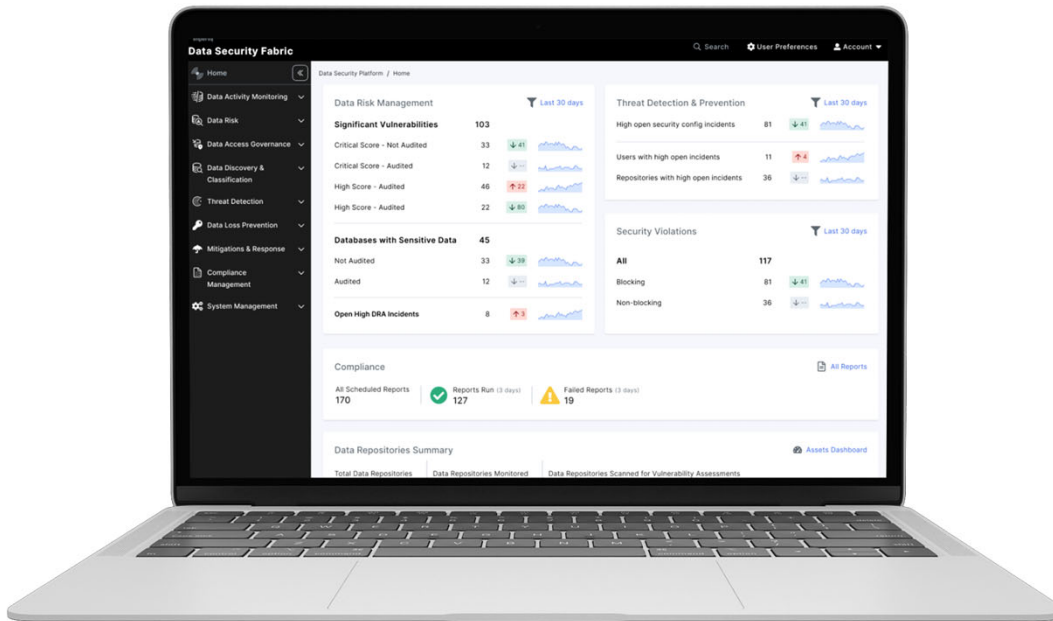 imperva
Data Security Fabric
Search
User Preferences
Account
Home
Data Activity Monitoring
Data Risk
Data Access Governance
Data Discovery &
Classification
Threat Detection
Data Loss Prevention
Mitigations & Response
Compliance
Management
System Management
Data Security Platform / Home
Data Risk Management
Last 30 days
Significant Vulnerabilities 103
Critical Score - Not Audited 33 ↓ 41
Critical Score - Audited 12 ↓ --
High Score - Audited 46 ↑ 22
High Score - Audited 22 ↓ 80
Databases with Sensitive Data 45
Not Audited 33 ↓ 39
Audited 12 ↓ --
Open High DRA Incidents 8 ↑ 3
Threat Detection & Prevention
Last 30 days
High open security config incidents 81 ↓ 41
Users with high open incidents 11 ↑ 4
Repositories with high open incidents 36 ↓ --
Security Violations
Last 30 days
All 117
Blocking 81 ↓ 41
Non-blocking 36 ↓ --
Compliance
All Reports
All Scheduled Reports
170
Reports Run (3 days)
127
Failed Reports (3 days)
19
Data Repositories Summary
Assets Dashboard
Total Data Repositories
Data Repositories Monitored
Data Repositories Scanned for Vulnerability Assessments